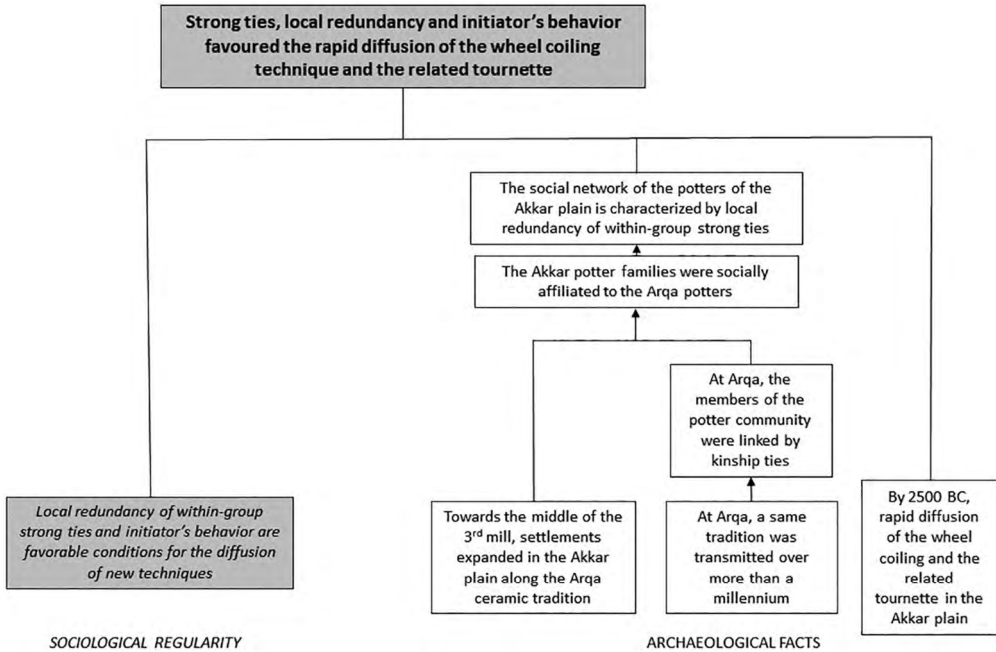 Strong ties, local redundancy and initiator's behavior
favoured the rapid diffusion of the wheel coiling
technique and the related tournette
The social network of the potters of the
Akkar plain is characterized by local
redundancy of within-group strong ties
The Akkar potter families were socially
affiliated to the Arqa potters
At Arqa, the
members of the
potter community
were linked by
kinship ties
Local redundancy of within-group
strong ties and initiator's behavior are
favorable conditions for the diffusion
of new techniques
Towards the middle of the
3rd mill, settlements
expanded in the Akkar
plain along the Arqa
ceramic tradition
At Arqa, a same
tradition was
transmitted over
more than a
millennium
By 2500 BC,
rapid diffusion
of the wheel
coiling and the
related
tournette in the
Akkar plain
SOCIOLOGICAL REGULARITY
ARCHAEOLOGICAL FACTS